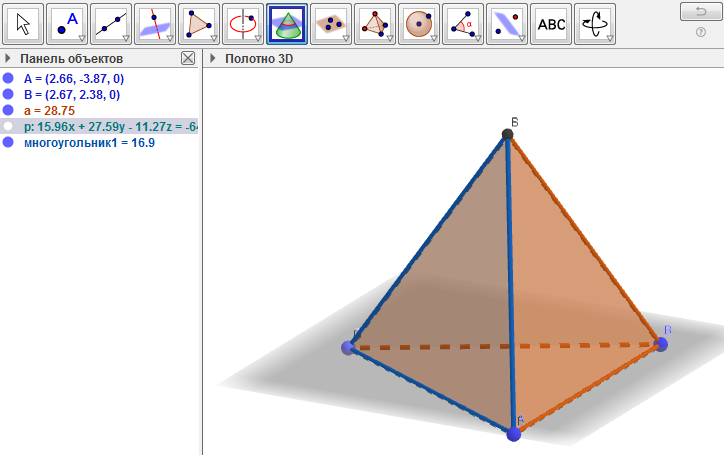 A
α
ABC
Панель объектов
Полотно 3D
A = (2.66, -3.87, 0)
B = (2.67, 2.38, 0)
a = 28.75
p: 15.96x + 27.59y - 11.27z = -6
многоугольник1 = 16.9
B
B